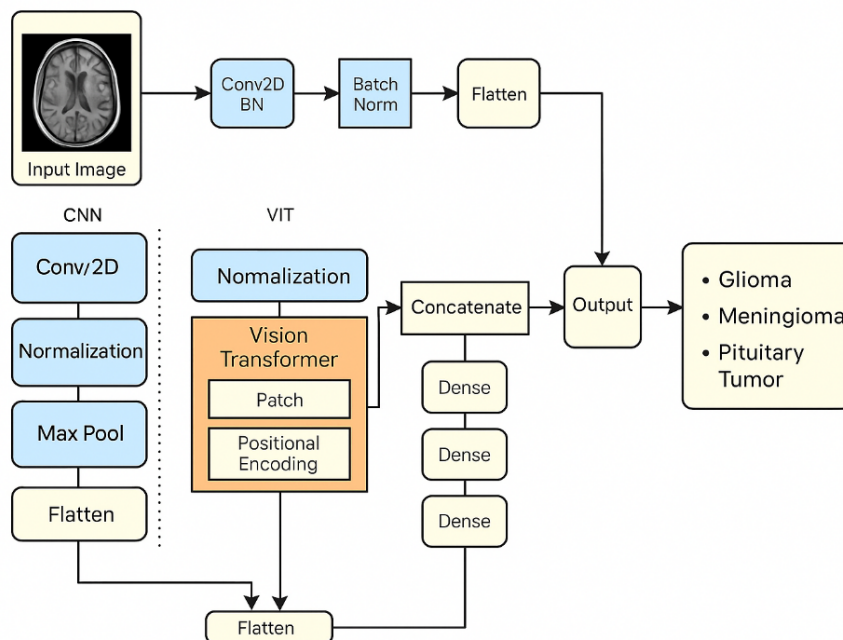 Input Image
Conv2D
BN
Batch
Norm
Flatten
CNN
Conv/2D
Normalization
Max Pool
Flatten
VIT
Normalization
Vision
Transformer
Patch
Positional
Encoding
Flatten
Concatenate
Dense
Dense
Dense
Output
• Glioma
• Meningioma
• Pituitary
Tumor